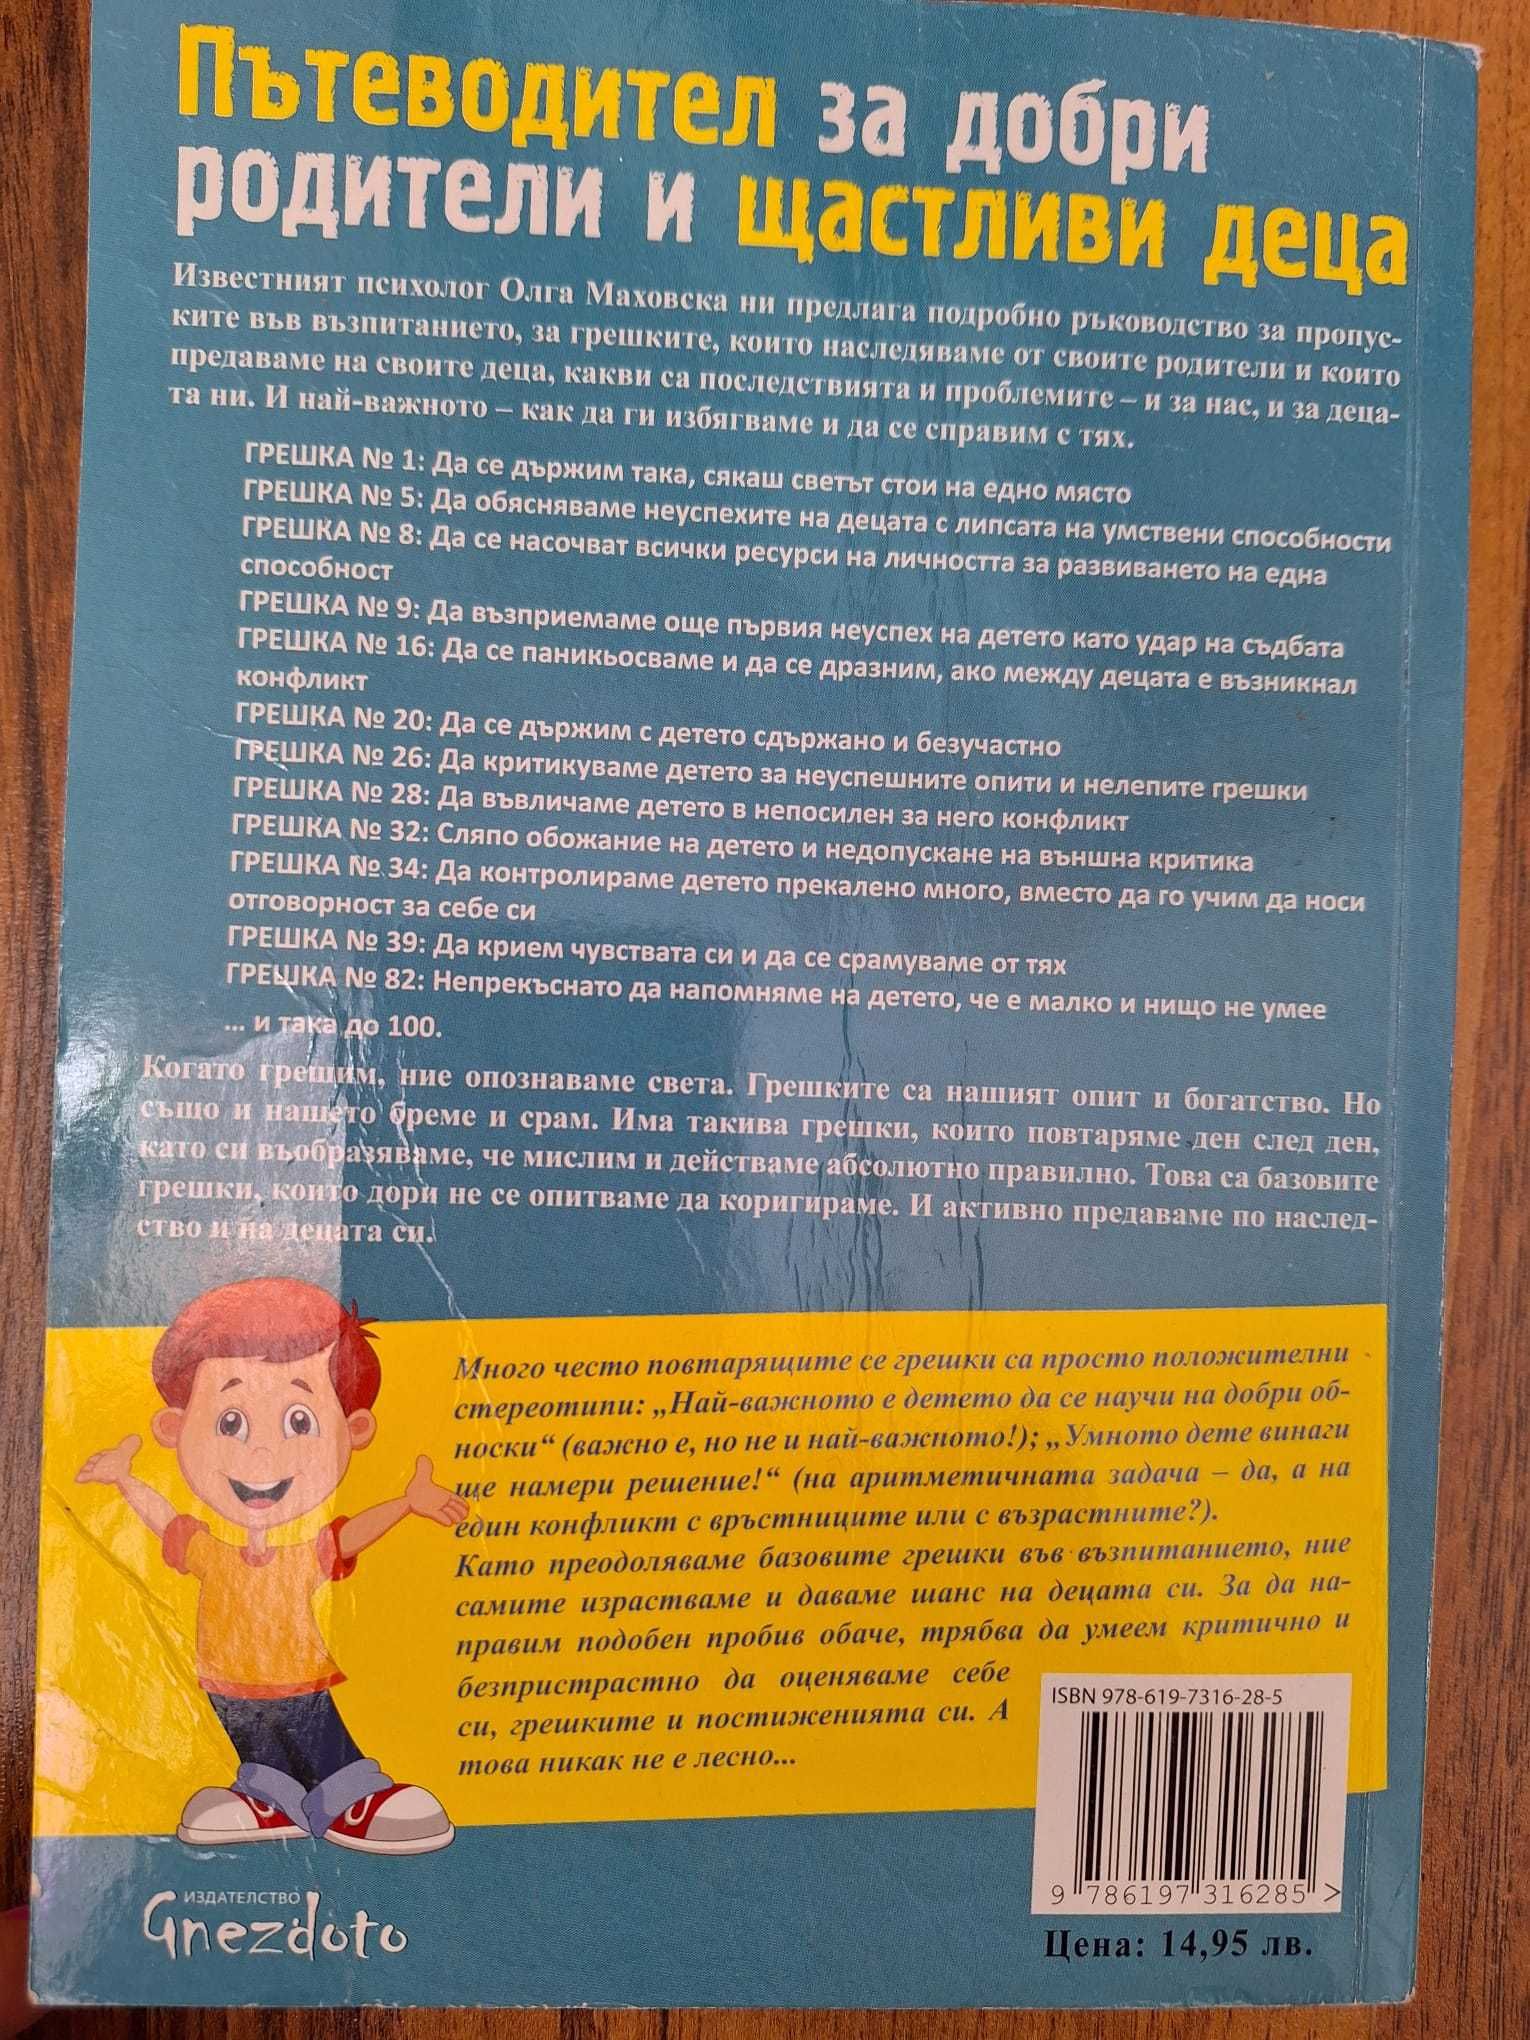 Пътеводител за добри
родители и щастливи деца
Известният психолог Олга Маховска ни предлага подробно ръководство за пропус-
ките във възпитанието, за грешките, които наследяваме от своите родители и които
предаваме на своите деца, какви са последствията и проблемите – и за нас, и за деца-
та ни. И най-важното – как да ги избягваме и да се справим с тях.
ГРЕШКА № 1: Да се държим така, сякаш светът стои на едно място
ГРЕШКА № 5: Да обясняваме неуспехите на децата с липсата на умствени способности
ГРЕШКА № 8: Да се насочват всички ресурси на личността за развиването на една
способност
ГРЕШКА № 9: Да възприемаме още първия неуспех на детето като удар на съдбата
ГРЕШКА № 16: Да се паникьосваме и да се дразним, ако между децата е възникнал
конфликт
ГРЕШКА № 20: Да се държим с детето сдържано и безучастно
ГРЕШКА № 26: Да критикуваме детето за неуспешните опити и нелепите грешки
ГРЕШКА № 28: Да въвличаме детето в непосилен за него конфликт
ГРЕШКА № 32: Сляпо обожание на детето и недопускане на външна критика
ГРЕШКА № 34: Да контролираме детето прекалено много, вместо да го учим да носи
отговорност за себе си
ГРЕШКА № 39: Да крием чувствата си и да се срамуваме от тях
ГРЕШКА № 82: Непрекъснато да напомняме на детето, че е малко и нищо не умее
... и така до 100.
Когато грешим, ние опознаваме света. Грешките са нашият опит и богатство. Но
също и нашето бреме и срам. Има такива грешки, които повтаряме ден след ден,
като си въобразяваме, че мислим и действаме абсолютно правилно. Това са базовите
грешки, които дори не се опитваме да коригираме. И активно предаваме по наслед-
ство и на децата си.
Много често повтарящите се грешки са просто положителни
стереотипи: „Най-важното е детето да се научи на добри об-
носки“ (важно е, но не и най-важното!); „Умното дете винаги
ще намери решение!“ (на аритметичната задача – да, а на
един конфликт с връстниците или с възрастните?).
Като преодоляваме базовите грешки във възпитанието, ние
самите израстваме и даваме шанс на децата си. За да на-
правим подобен пробив обаче, трябва да умеем критично и
безпристрастно да оценяваме себе
си, грешките и постиженията си. А
това никак не е лесно...
ISBN 978-619-7316-28-5
9 786197 316285 >
Цена: 14,95 лв.
ИЗДАТЕЛСТВО
Gnezdoto